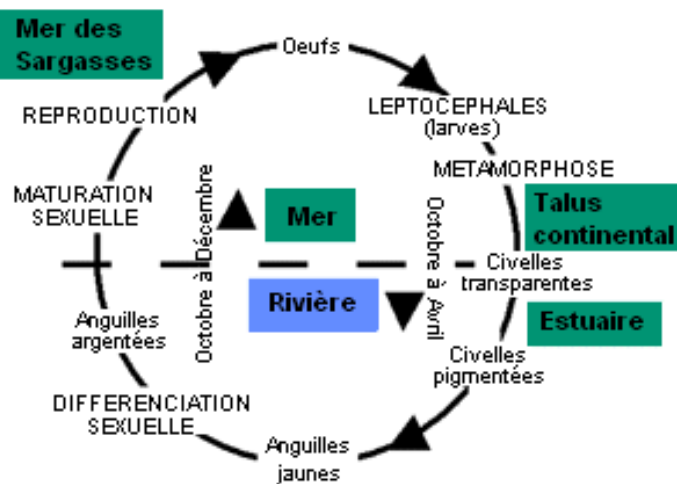 Mer des
Sargasses
Oeufs
REPRODUCTION
LEPTOCEPHALES
(larves)
METAMORPHOSE
MATURATION
SEXUELLE
Octobre à Décembre
Mer
Octobre à Avril
Talus
continental
Civelles
transparentes
Rivière
Estuaire
Anguilles
argentées
Civelles
pigmentées
DIFFERENCIATION
SEXUELLE
Anguilles
jaunes